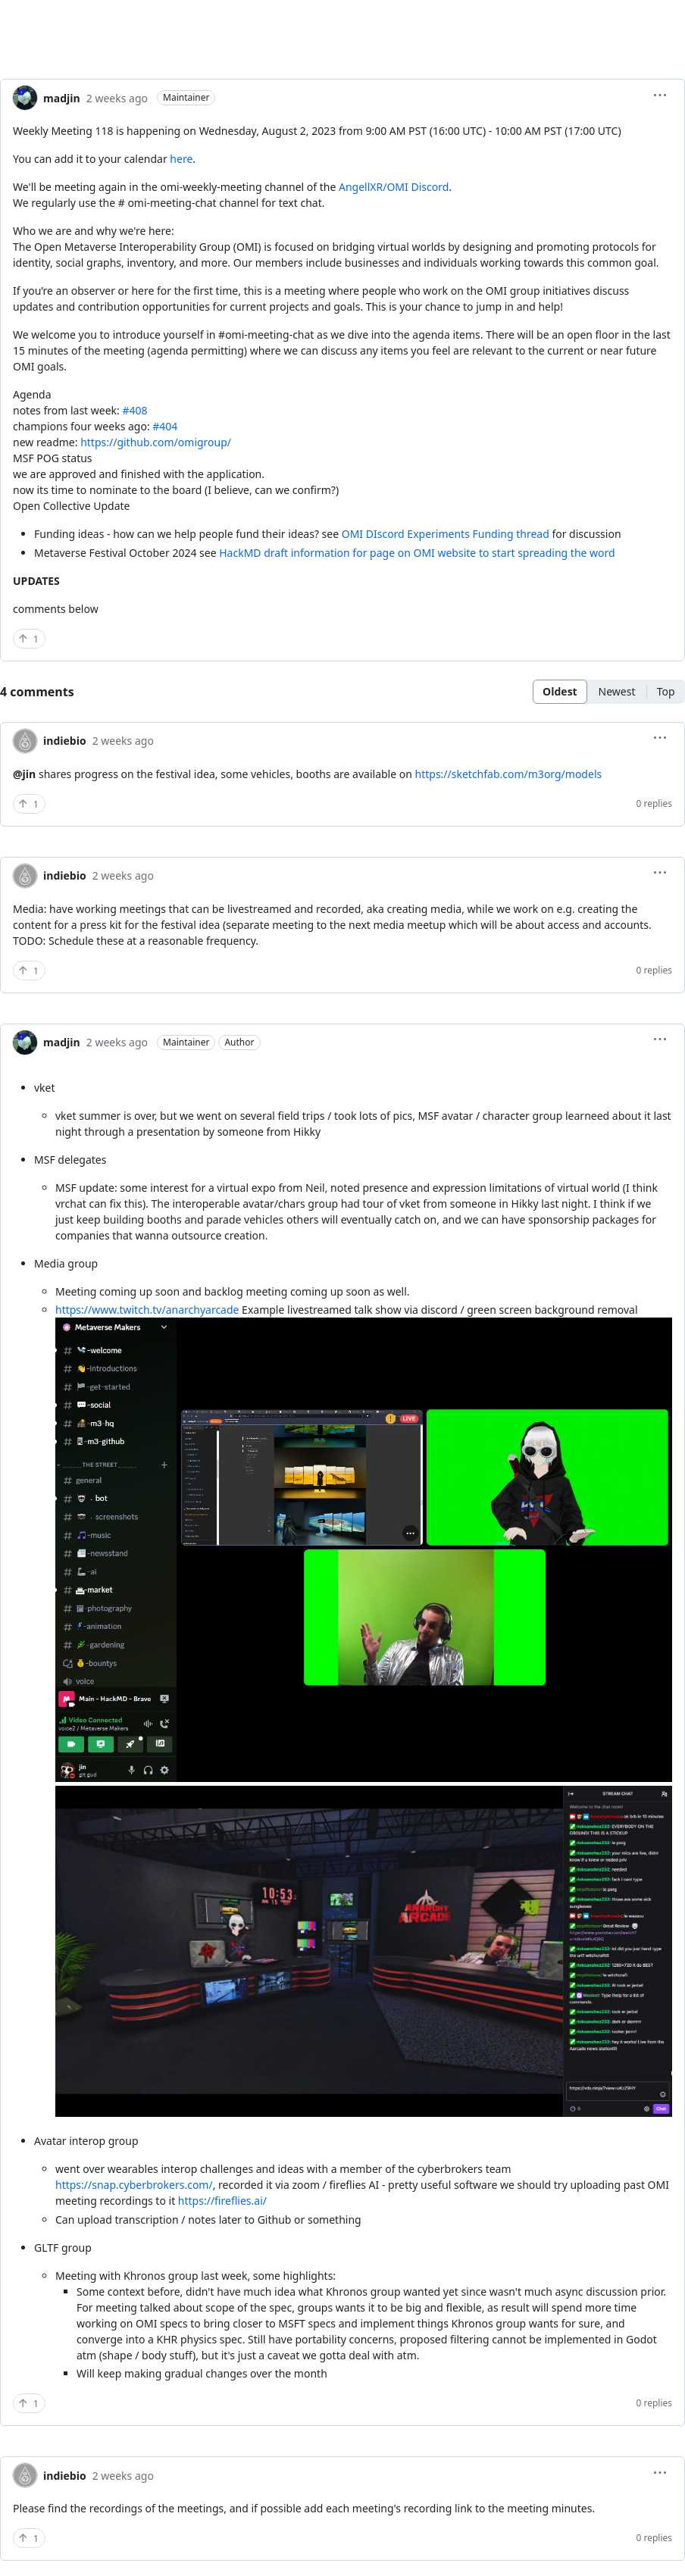 madjin 2 weeks ago Maintainer
Weekly Meeting 118 is happening on Wednesday, August 2, 2023 from 9:00 AM PST (16:00 UTC) - 10:00 AM PST (17:00 UTC)
You can add it to your calendar here.
We'll be meeting again in the omi-weekly-meeting channel of the AngellXR/OMI Discord.
We regularly use the # omi-meeting-chat channel for text chat.
Who we are and why we're here:
The Open Metaverse Interoperability Group (OMI) is focused on bridging virtual worlds by designing and promoting protocols for
identity, social graphs, inventory, and more. Our members include businesses and individuals working towards this common goal.
If you're an observer or here for the first time, this is a meeting where people who work on the OMI group initiatives discuss
updates and contribution opportunities for current projects and goals. This is your chance to jump in and help!
We welcome you to introduce yourself in #omi-meeting-chat as we dive into the agenda items. There will be an open floor in the last
15 minutes of the meeting (agenda permitting) where we can discuss any items you feel are relevant to the current or near future
OMI goals.
Agenda
notes from last week: #408
champions four weeks ago: #404
new readme: https://github.com/omigroup/
MSF POG status
we are approved and finished with the application.
now its time to nominate to the board (I believe, can we confirm?)
Open Collective Update
• Funding ideas - how can we help people fund their ideas? see OMI DIscord Experiments Funding thread for discussion
• Metaverse Festival October 2024 see HackMD draft information for page on OMI website to start spreading the word
UPDATES
comments below
↑ 1
4 comments
Oldest Newest Top
indiebio 2 weeks ago
@jin shares progress on the festival idea, some vehicles, booths are available on https://sketchfab.com/m3org/models
↑ 1 0 replies
indiebio 2 weeks ago
Media: have working meetings that can be livestreamed and recorded, aka creating media, while we work on e.g. creating the
content for a press kit for the festival idea (separate meeting to the next media meetup which will be about access and accounts.
TODO: Schedule these at a reasonable frequency.
↑ 1 0 replies
madjin 2 weeks ago Maintainer Author
• vket
◦ vket summer is over, but we went on several field trips / took lots of pics, MSF avatar / character group learneed about it last
night through a presentation by someone from Hikky
• MSF delegates
◦ MSF update: some interest for a virtual expo from Neil, noted presence and expression limitations of virtual world (I think
vrchat can fix this). The interoperable avatar/chars group had tour of vket from someone in Hikky last night. I think if we
just keep building booths and parade vehicles others will eventually catch on, and we can have sponsorship packages for
companies that wanna outsource creation.
• Media group
◦ Meeting coming up soon and backlog meeting coming up soon as well.
◦ https://www.twitch.tv/anarchyarcade Example livestreamed talk show via discord / green screen background removal
Metaverse Makers
# -welcome
# -introductions
# -get-started
# -social
# -m3-hq
# -m3-github
THE STREET
# general
# bot
# screenshots
# -music
# -newsstand
# -ai
# -market
# -photography
# -animation
# -gardening
-bountys
voice
Main - HackMD - Brave
Video Connected
voice2 / Metaverse Makers
jin
git gud
LIVE
10:53
ANARCHY
ARCADE
STREAM CHAT
Welcome to the chat room!
Chat
• Avatar interop group
◦ went over wearables interop challenges and ideas with a member of the cyberbrokers team
https://snap.cyberbrokers.com/, recorded it via zoom / fireflies AI - pretty useful software we should try uploading past OMI
meeting recordings to it https://fireflies.ai/
◦ Can upload transcription / notes later to Github or something
• GLTF group
◦ Meeting with Khronos group last week, some highlights:
▪ Some context before, didn't have much idea what Khronos group wanted yet since wasn't much async discussion prior.
For meeting talked about scope of the spec, groups wants it to be big and flexible, as result will spend more time
working on OMI specs to bring closer to MSFT specs and implement things Khronos group wants for sure, and
converge into a KHR physics spec. Still have portability concerns, proposed filtering cannot be implemented in Godot
atm (shape / body stuff), but it's just a caveat we gotta deal with atm.
▪ Will keep making gradual changes over the month
↑ 1 0 replies
indiebio 2 weeks ago
Please find the recordings of the meetings, and if possible add each meeting's recording link to the meeting minutes.
↑ 1 0 replies